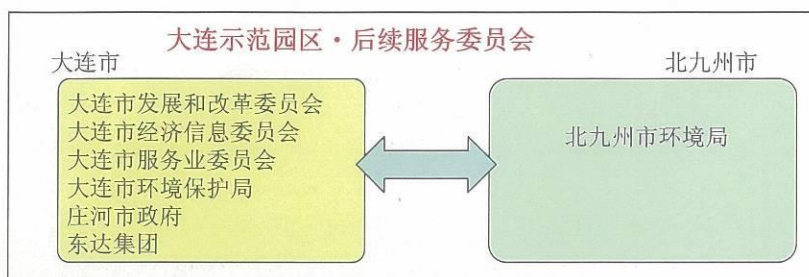 大连示范园区·后续服务委员会
大连市
北九州市
大连市发展和改革委员会
大连市经济信息委员会
大连市服务业委员会
大连市环境保护局
庄河市政府
东达集团
北九州市环境局